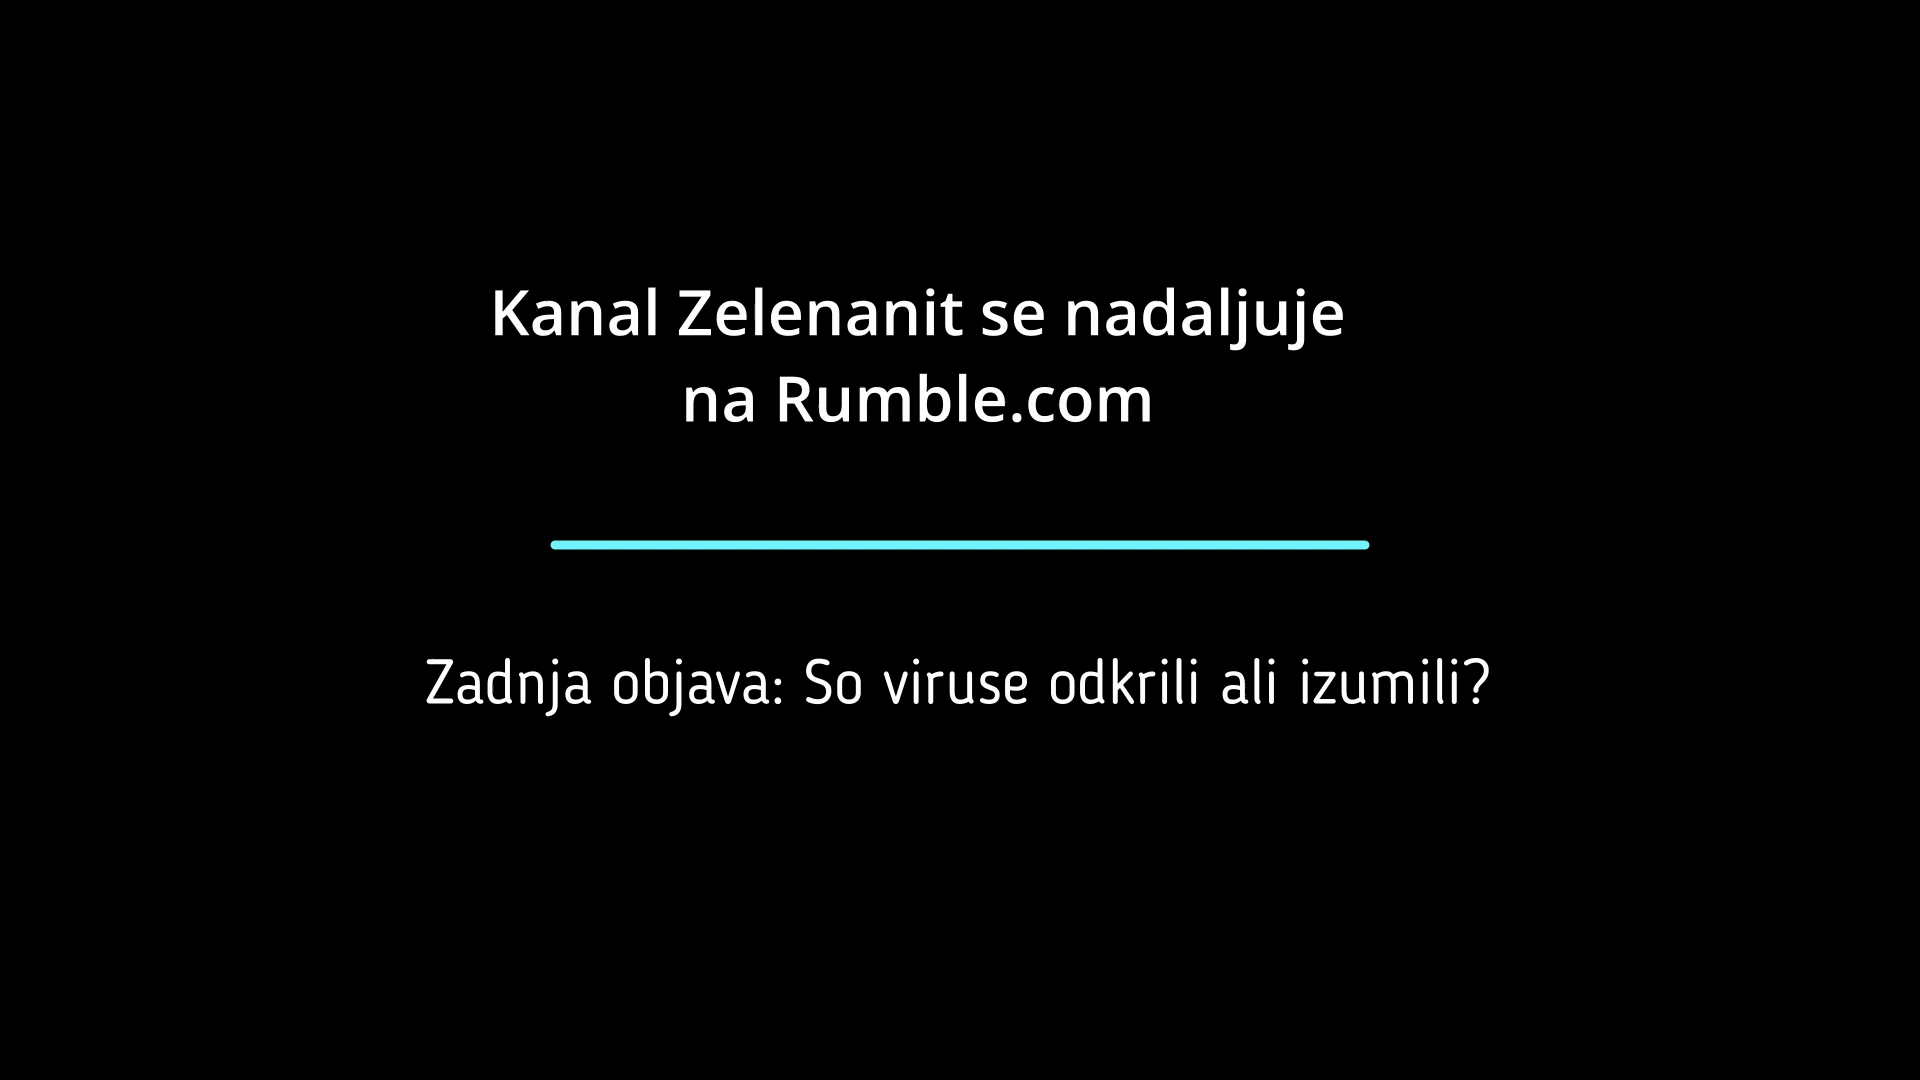 Kanal Zelenanit se nadaljuje
na Rumble.com
Zadnja objava: So viruse odkrili ali izumili?